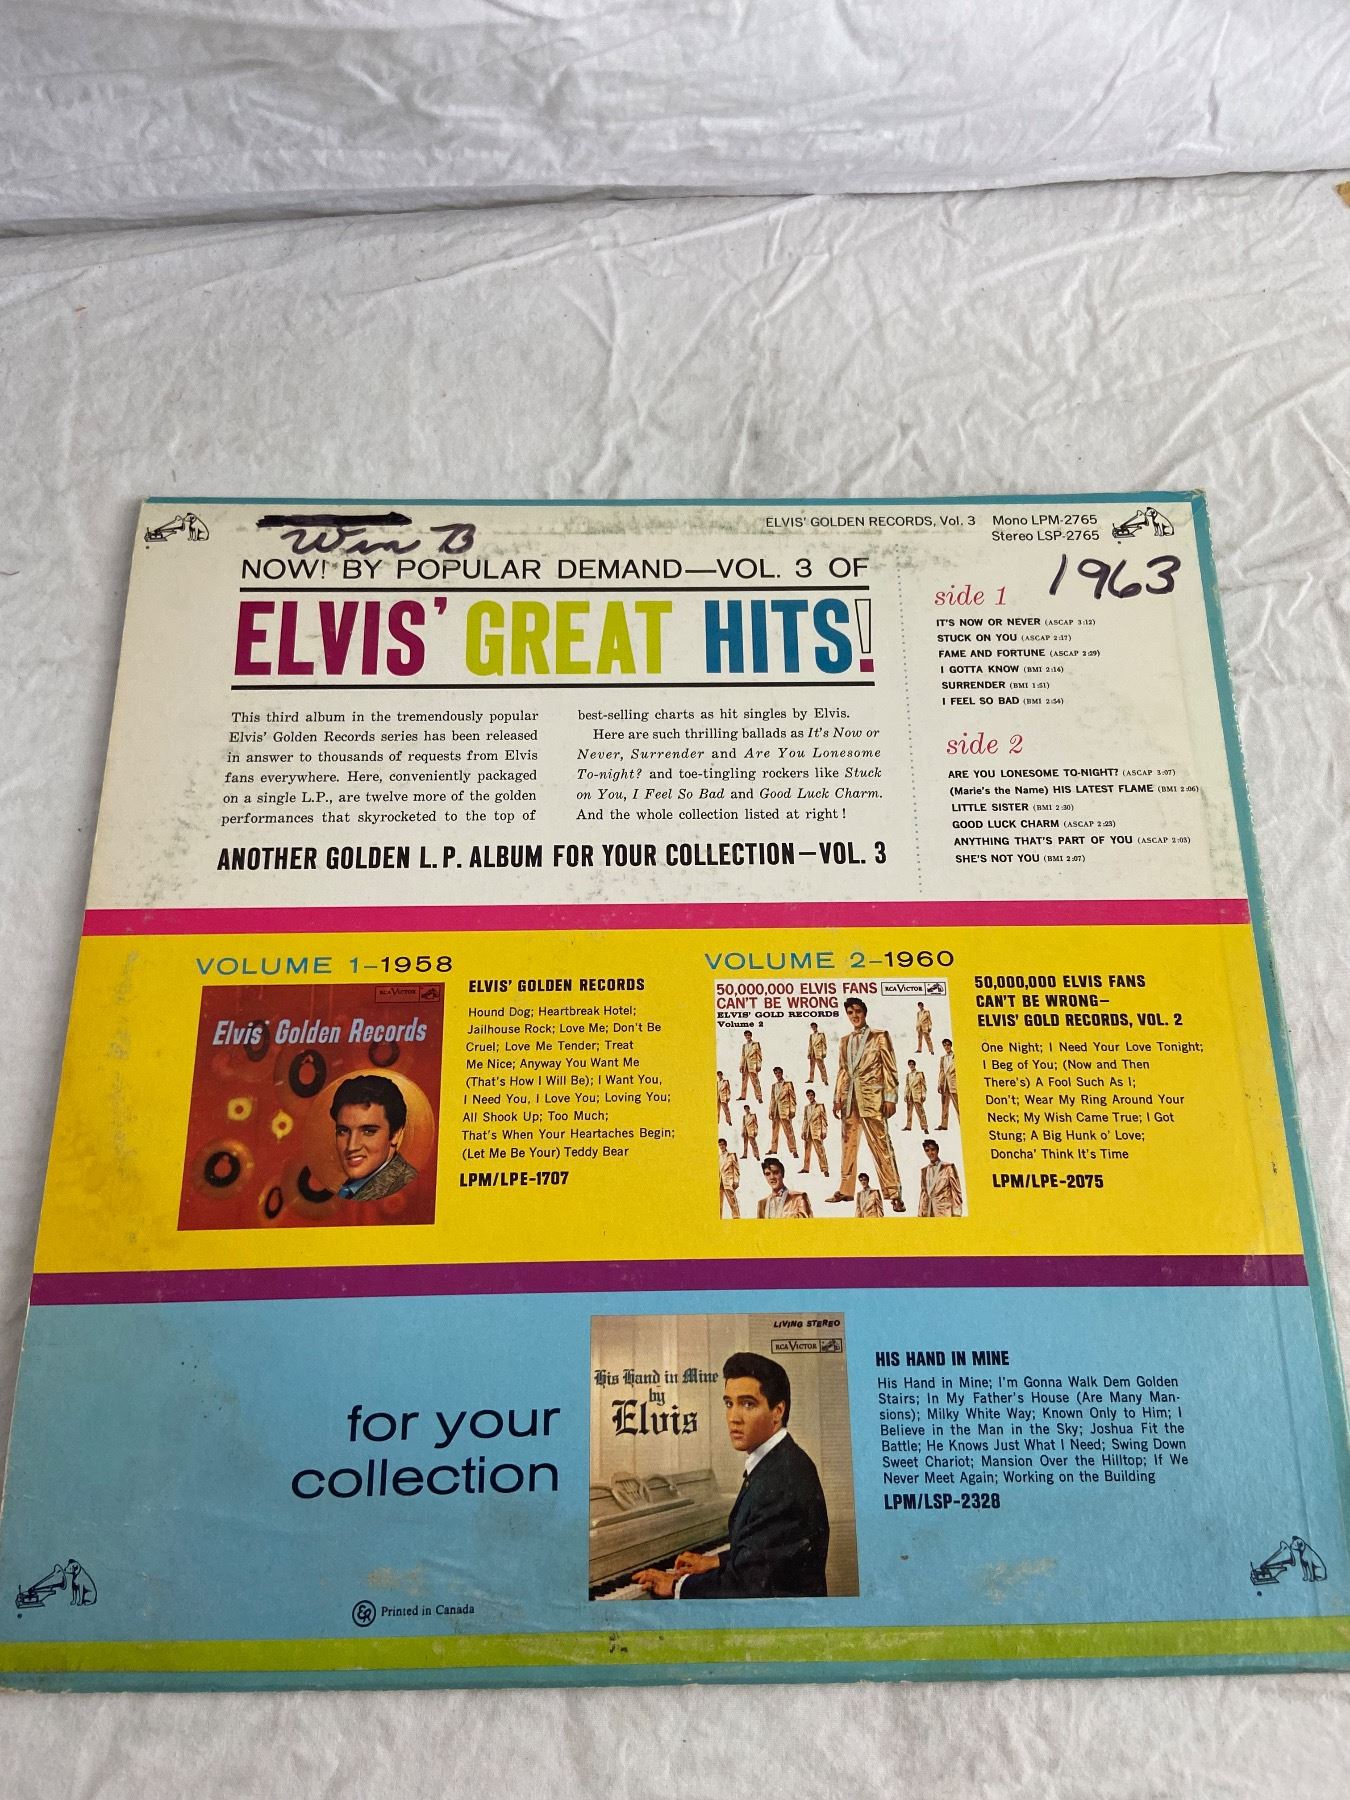 Win B
ELVIS' GOLDEN RECORDS, Vol. 3 Mono LPM-2765
Stereo LSP-2765
1963
NOW! BY POPULAR DEMAND—VOL. 3 OF
ELVIS' GREAT HITS!
This third album in the tremendously popular
Elvis' Golden Records series has been released
in answer to thousands of requests from Elvis
fans everywhere. Here, conveniently packaged
on a single L.P., are twelve more of the golden
performances that skyrocketed to the top of
best-selling charts as hit singles by Elvis.
Here are such thrilling ballads as It's Now or
Never, Surrender and Are You Lonesome
To-night? and toe-tingling rockers like Stuck
on You, I Feel So Bad and Good Luck Charm.
And the whole collection listed at right!
ANOTHER GOLDEN L.P. ALBUM FOR YOUR COLLECTION—VOL. 3
side 1
IT'S NOW OR NEVER (ASCAP 3:12)
STUCK ON YOU (ASCAP 2:17)
FAME AND FORTUNE (ASCAP 2:29)
I GOTTA KNOW (BMI 2:14)
SURRENDER (BMI 1:51)
I FEEL SO BAD (BMI 2:54)
side 2
ARE YOU LONESOME TO-NIGHT? (ASCAP 3:07)
(Marie's the Name) HIS LATEST FLAME (BMI 2:06)
LITTLE SISTER (BMI 2:30)
GOOD LUCK CHARM (ASCAP 2:23)
ANYTHING THAT'S PART OF YOU (ASCAP 2:03)
SHE'S NOT YOU (BMI 2:07)
VOLUME 1–1958
RCA VICTOR
Elvis' Golden Records
ELVIS' GOLDEN RECORDS
Hound Dog; Heartbreak Hotel;
Jailhouse Rock; Love Me; Don't Be
Cruel; Love Me Tender; Treat
Me Nice; Anyway You Want Me
(That's How I Will Be); I Want You,
I Need You, I Love You; Loving You;
All Shook Up; Too Much;
That's When Your Heartaches Begin;
(Let Me Be Your) Teddy Bear
LPM/LPE-1707
VOLUME 2–1960
50,000,000 ELVIS FANS
CAN'T BE WRONG
ELVIS' GOLD RECORDS
Volume 2
RCA VICTOR
50,000,000 ELVIS FANS
CAN'T BE WRONG—
ELVIS' GOLD RECORDS, VOL. 2
One Night; I Need Your Love Tonight;
I Beg of You; (Now and Then
There's) A Fool Such As I;
Don't; Wear My Ring Around Your
Neck; My Wish Came True; I Got
Stung; A Big Hunk o' Love;
Doncha' Think It's Time
LPM/LPE-2075
for your
collection
LIVING STEREO
RCA VICTOR
His Hand in Mine
by
Elvis
HIS HAND IN MINE
His Hand in Mine; I'm Gonna Walk Dem Golden
Stairs; In My Father's House (Are Many Man-
sions); Milky White Way; Known Only to Him; I
Believe in the Man in the Sky; Joshua Fit the
Battle; He Knows Just What I Need; Swing Down
Sweet Chariot; Mansion Over the Hilltop; If We
Never Meet Again; Working on the Building
LPM/LSP-2328
Printed in Canada